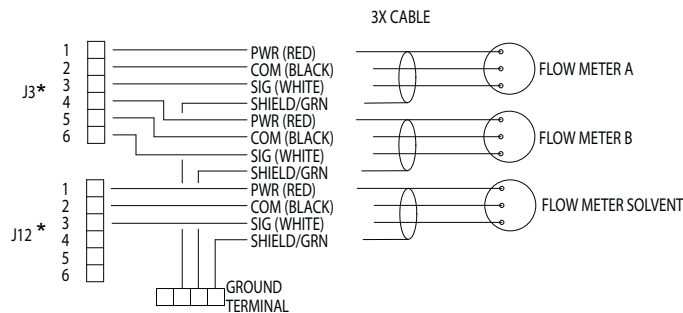 3X CABLE
J3*
1
2
3
4
5
6
PWR (RED)
COM (BLACK)
SIG (WHITE)
SHIELD/GRN
PWR (RED)
COM (BLACK)
SIG (WHITE)
SHIELD/GRN
FLOW METER A
FLOW METER B
J12 *
1
2
3
4
5
6
PWR (RED)
COM (BLACK)
SIG (WHITE)
SHIELD/GRN
FLOW METER SOLVENT
GROUND
TERMINAL